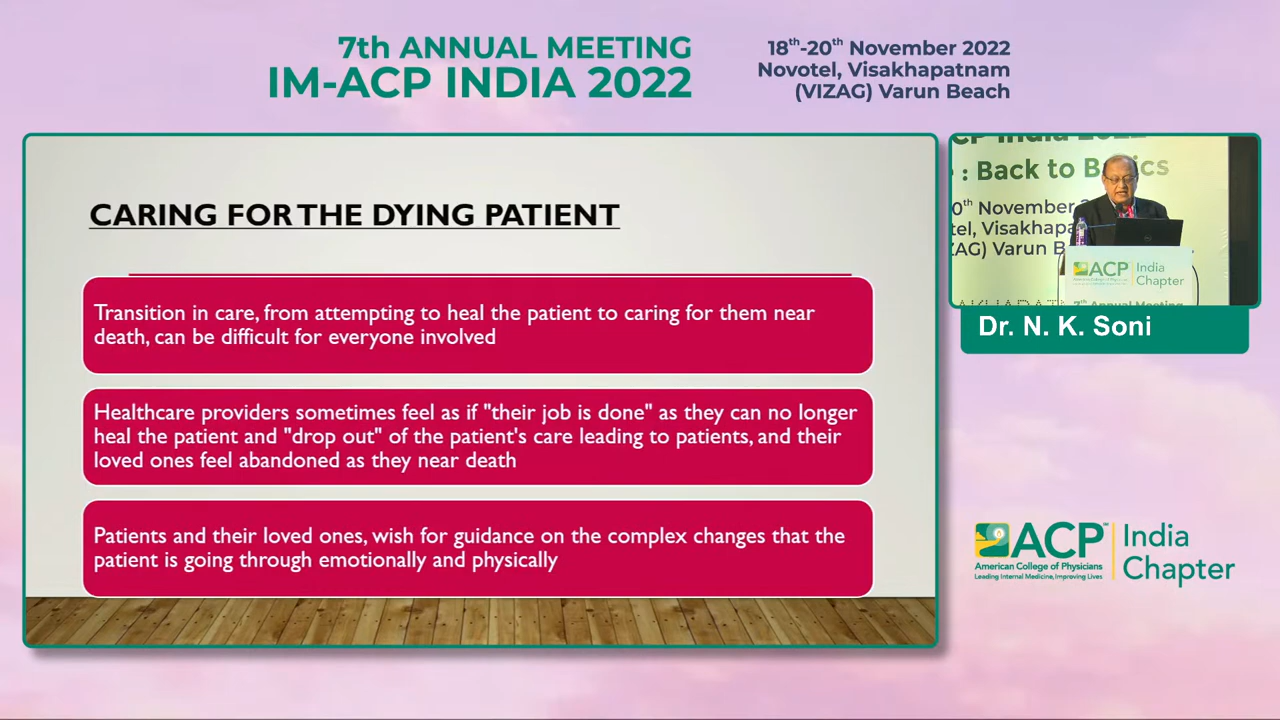 7th ANNUAL MEETING
IM-ACP INDIA 2022
18th-20th November 2022
Novotel, Visakhapatnam
(VIZAG) Varun Beach
CARING FOR THE DYING PATIENT
Transition in care, from attempting to heal the patient to caring for them near
death, can be difficult for everyone involved
Healthcare providers sometimes feel as if "their job is done" as they can no longer
heal the patient and "drop out" of the patient's care leading to patients, and their
loved ones feel abandoned as they near death
Patients and their loved ones, wish for guidance on the complex changes that the
patient is going through emotionally and physically
: Back to
November
ACP India
Chapter
Dr. N. K. Soni
ACP India
American College of Physicians Chapter
Leading Internal Medicine, Improving Lives